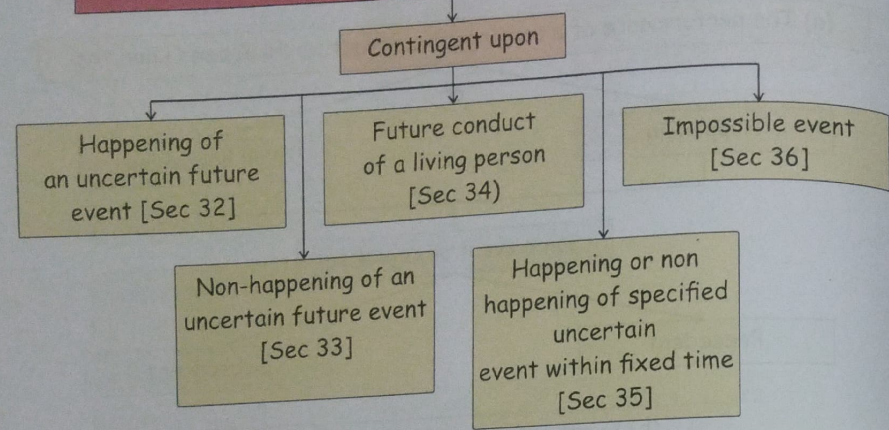 Contingent upon
Happening of
an uncertain future
event [Sec 32]
Future conduct
of a living person
[Sec 34)
Impossible event
[Sec 36]
Non-happening of an
uncertain future event
[Sec 33]
Happening or non
happening of specified
uncertain
event within fixed time
[Sec 35]